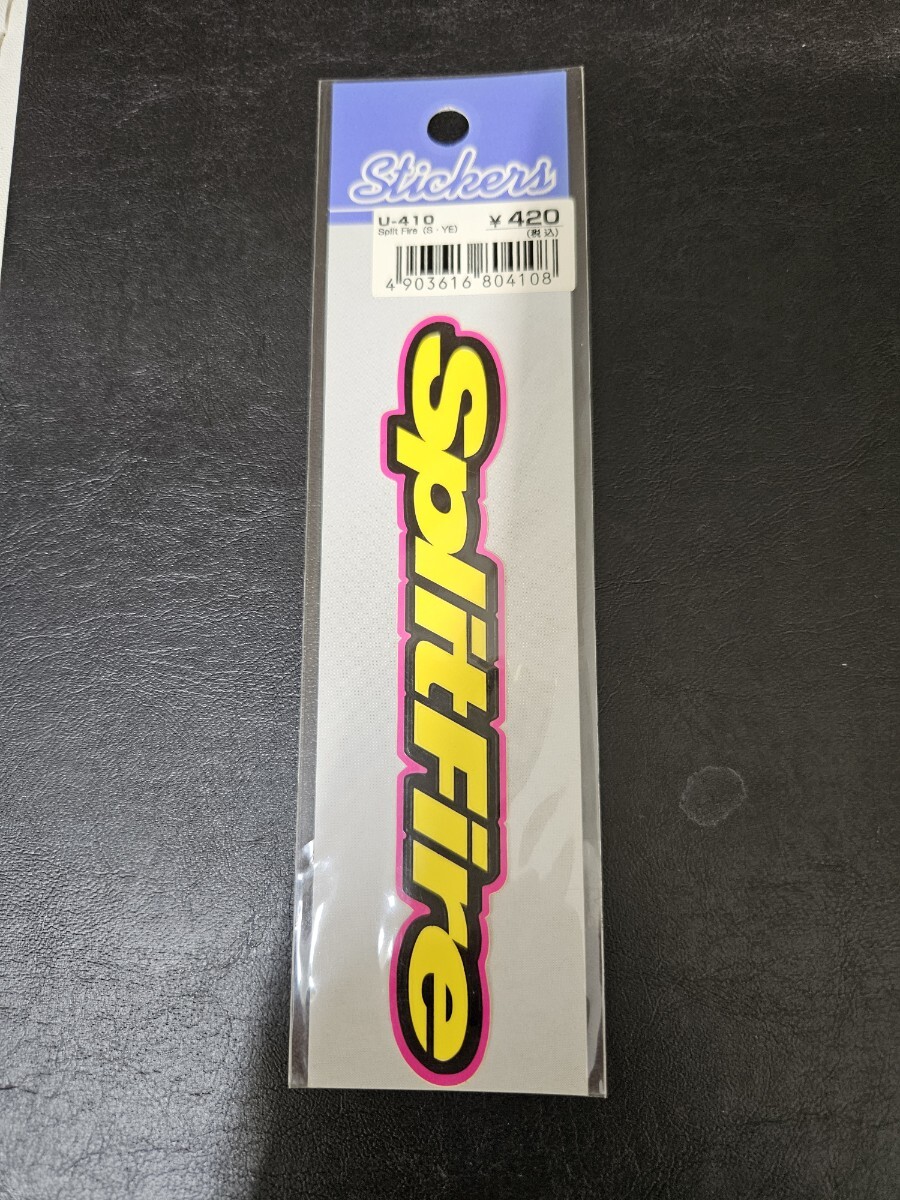 Stickers
U-410 ¥420
Split Fire (S・YE) (税込)
4 903616 804108
SplitFire